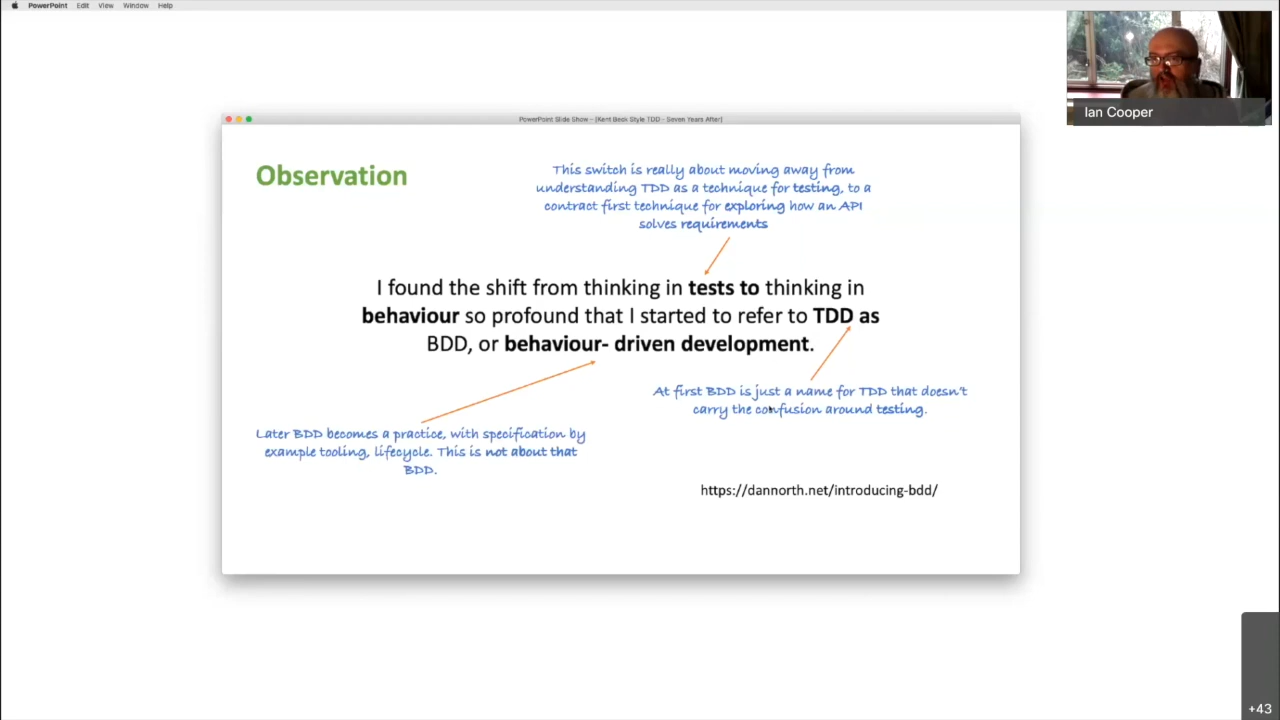 PowerPoint Edit View Window Help
Ian Cooper
PowerPoint Slide Show - [Kent Beck Style TDD - Seven Years After]
Observation
This switch is really about moving away from
understanding TDD as a technique for testing, to a
contract first technique for exploring how an API
solves requirements
I found the shift from thinking in tests to thinking in
behaviour so profound that I started to refer to TDD as
BDD, or behaviour- driven development.
At first BDD is just a name for TDD that doesn't
carry the confusion around testing.
Later BDD becomes a practice, with specification by
example tooling, lifecycle. This is not about that
BDD.
https://dannorth.net/introducing-bdd/
+43